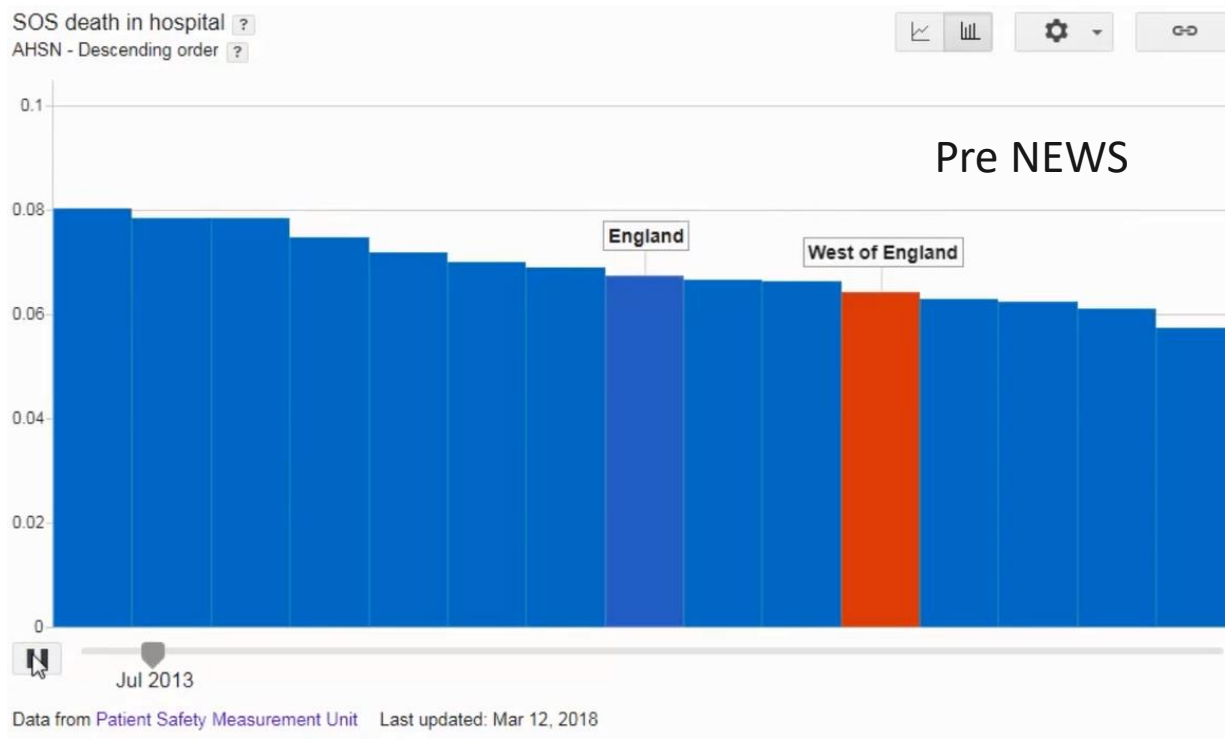 SOS death in hospital ?
AHSN - Descending order ?
Pre NEWS
0.1
0.08
0.06
0.04
0.02
0
England
West of England
Jul 2013
Data from Patient Safety Measurement Unit Last updated: Mar 12, 2018